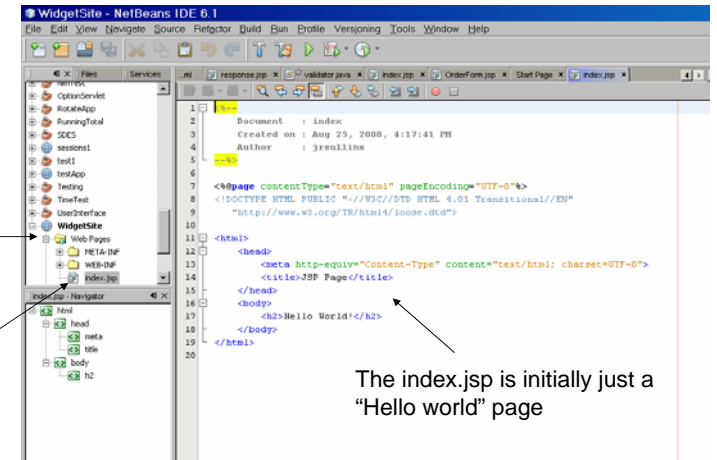 WidgetSite - NetBeans IDE 6.1
File Edit View Navigate Source Refactor Build Run Profile Versioning Tools Window Help
Files Services
...ml response.jsp x validator.java x index.jsp x OrderForm.jsp x Start Page x index.jsp x
OptionServlet
RotateApp
RunningTotal
SDES
sessions1
test1
testApp
Testing
TimeTest
UserInterface
WidgetSite
Web Pages
META-INF
WEB-INF
index.jsp
index.jsp - Navigator
html
head
meta
title
body
h2
1 <%--
2 Document : index
3 Created on : Aug 25, 2008, 4:17:41 PM
4 Author : jrsullins
5 --%>
6
7 <%@page contentType="text/html" pageEncoding="UTF-8"%>
8 <!DOCTYPE HTML PUBLIC "-//W3C//DTD HTML 4.01 Transitional//EN"
9 "http://www.w3.org/TR/html4/loose.dtd">
10
11 <html>
12 <head>
13 <meta http-equiv="Content-Type" content="text/html; charset=UTF-8">
14 <title>JSP Page</title>
15 </head>
16 <body>
17 <h2>Hello World!</h2>
18 </body>
19 </html>
20
The index.jsp is initially just a
“Hello world” page